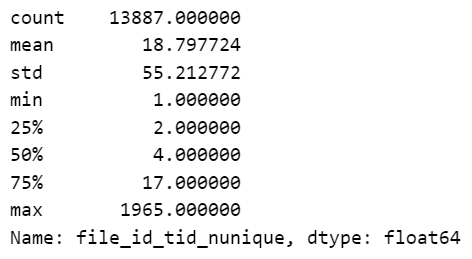 count    13887.000000
mean        18.797724
std         55.212772
min          1.000000
25%          2.000000
50%          4.000000
75%         17.000000
max       1965.000000
Name: file_id_tid_nunique, dtype: float64